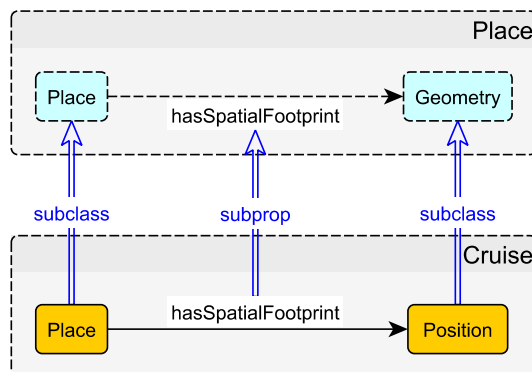 Place
Place
Geometry
hasSpatialFootprint
subclass
subprop
subclass
Cruise
hasSpatialFootprint
Place
Position